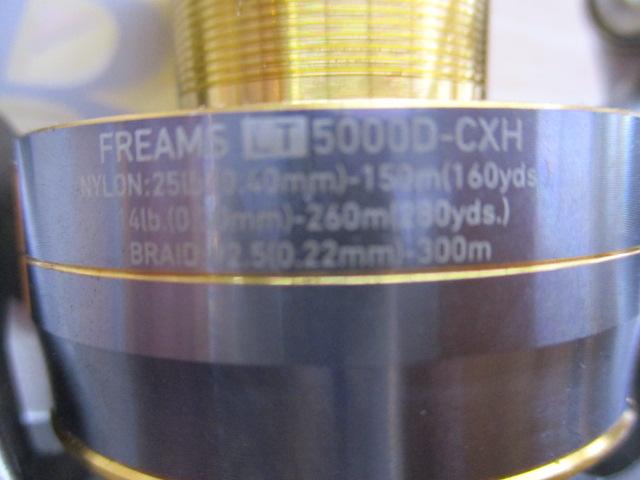 FREAMS LT 5000D-CXH
NYLON:25lb.(0.40mm)-150m(160yds.
14lb.(0. mm)-260m(280yds.)
BRAID: 2.5(0.22mm)-300m